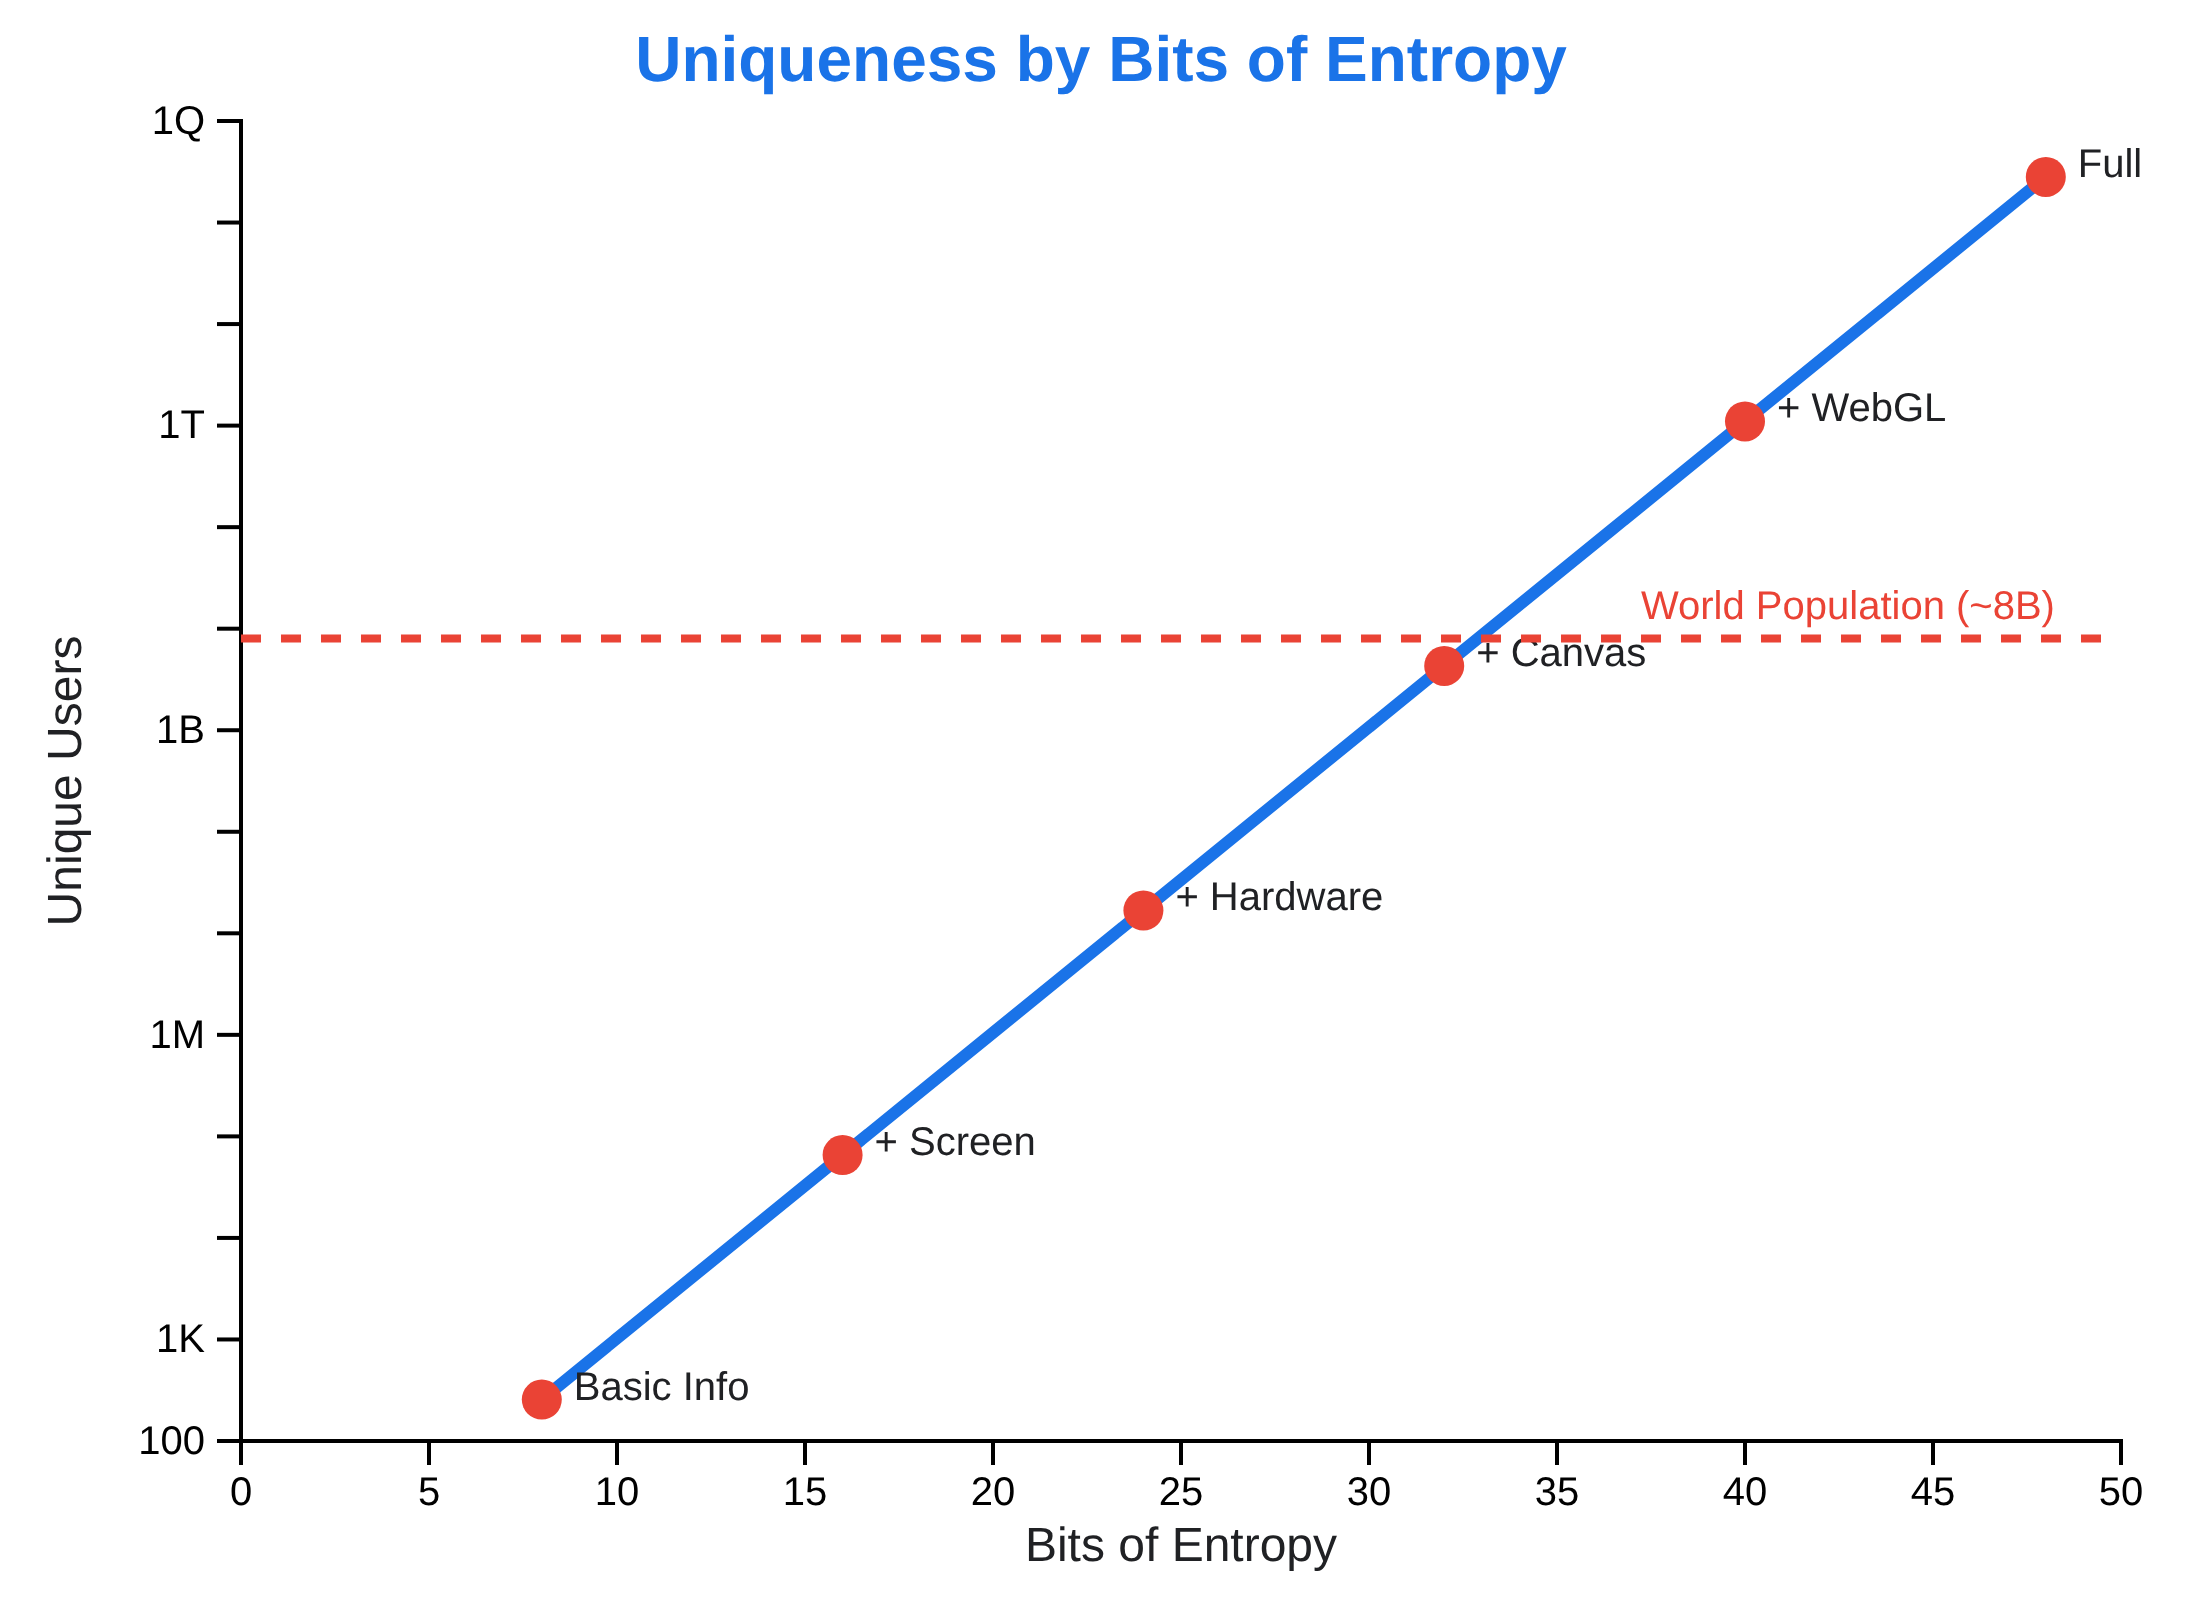 Uniqueness by Bits of Entropy
1Q
Full
1T
+ WebGL
World Population (~8B)
+ Canvas
1B
Unique Users
+ Hardware
1M
+ Screen
1K
Basic Info
100
0 5 10 15 20 25 30 35 40 45 50
Bits of Entropy